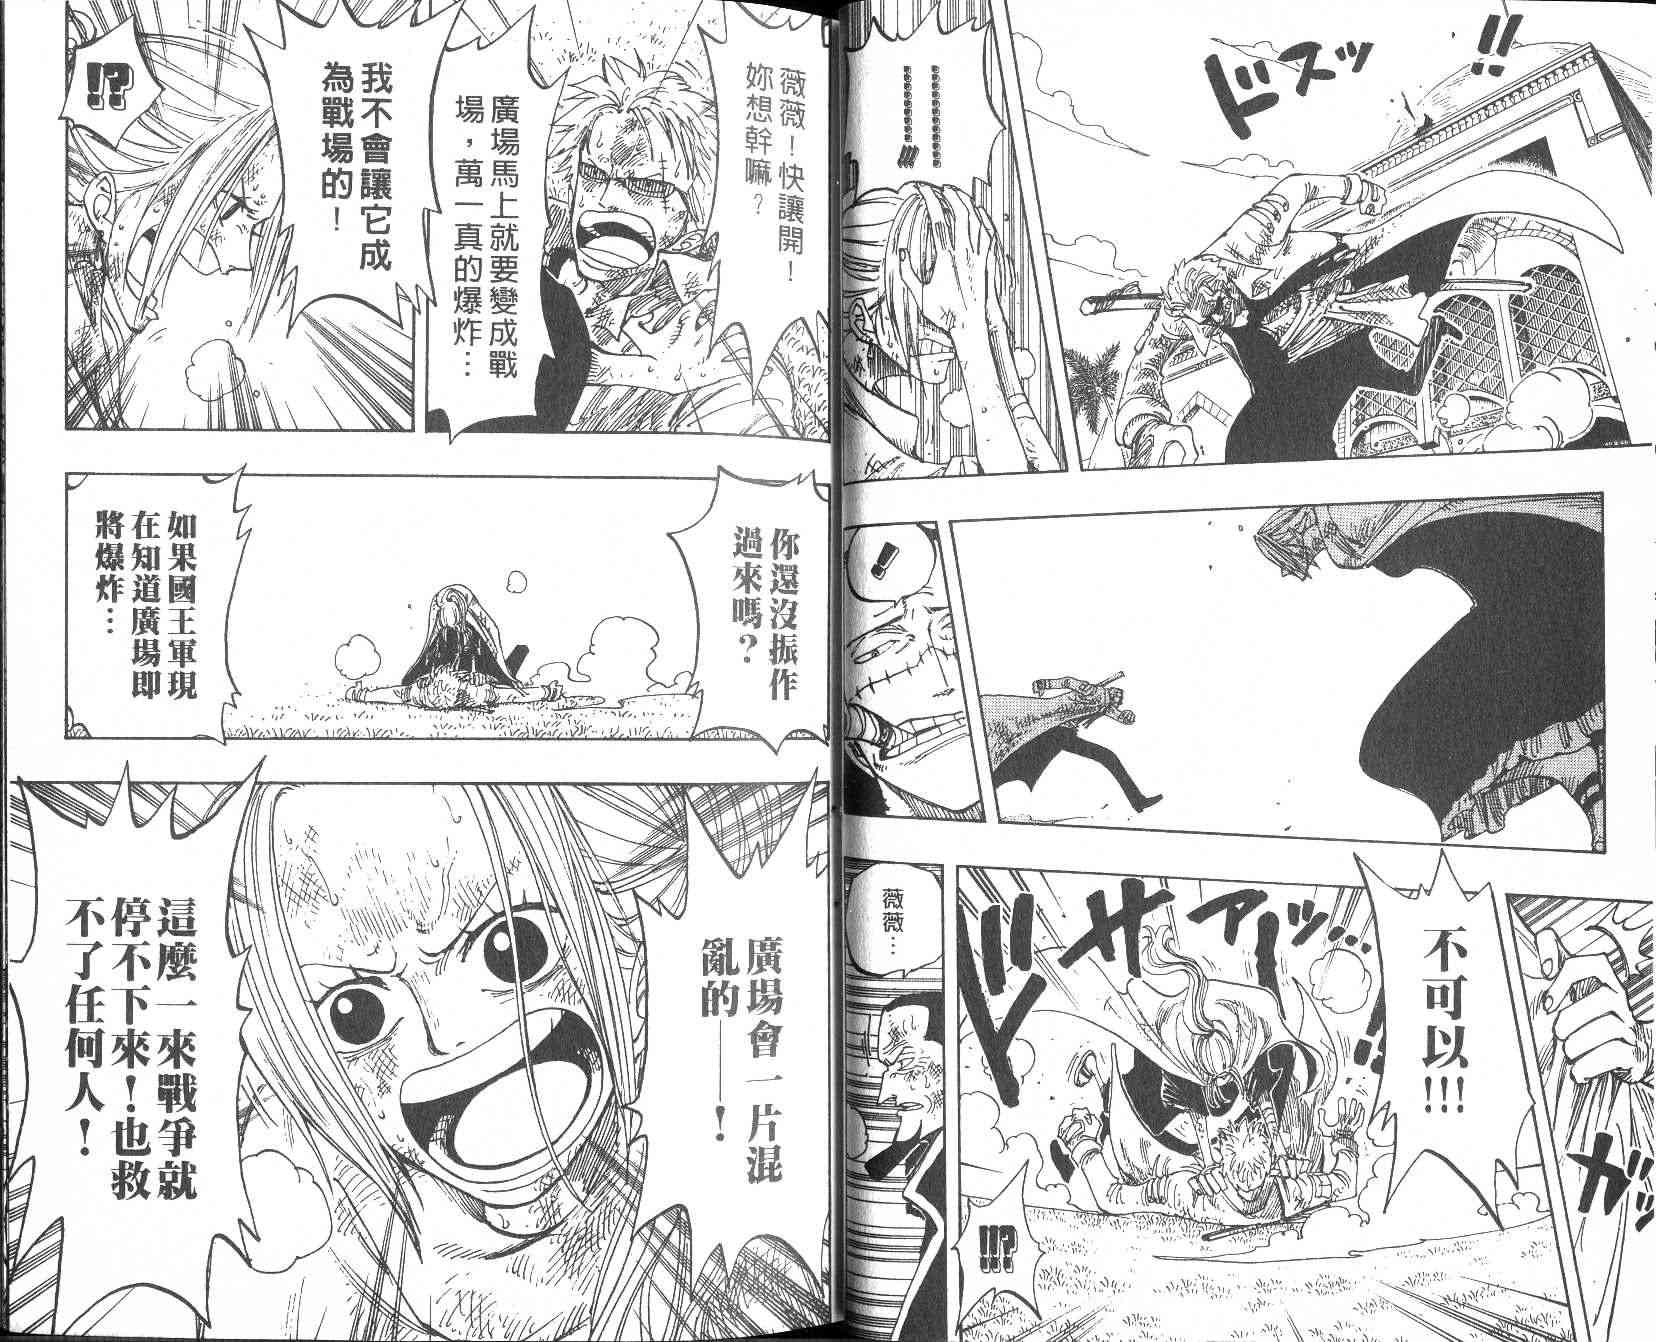 !!
ドスッ
!!!
!
不可以!!!
ガッ
ドサアーッ…!!
薇薇…
!!?
薇薇！快讓開！
妳想幹嘛？
廣場馬上就要變成戰
場，萬一真的爆炸…
我不會讓它成
為戰場的！
!?
你還沒振作
過來嗎？
如果國王軍現
在知道廣場即
將爆炸…
廣場會一片混
亂的——！
這麼一來戰爭就
停不下來！也救
不了任何人！